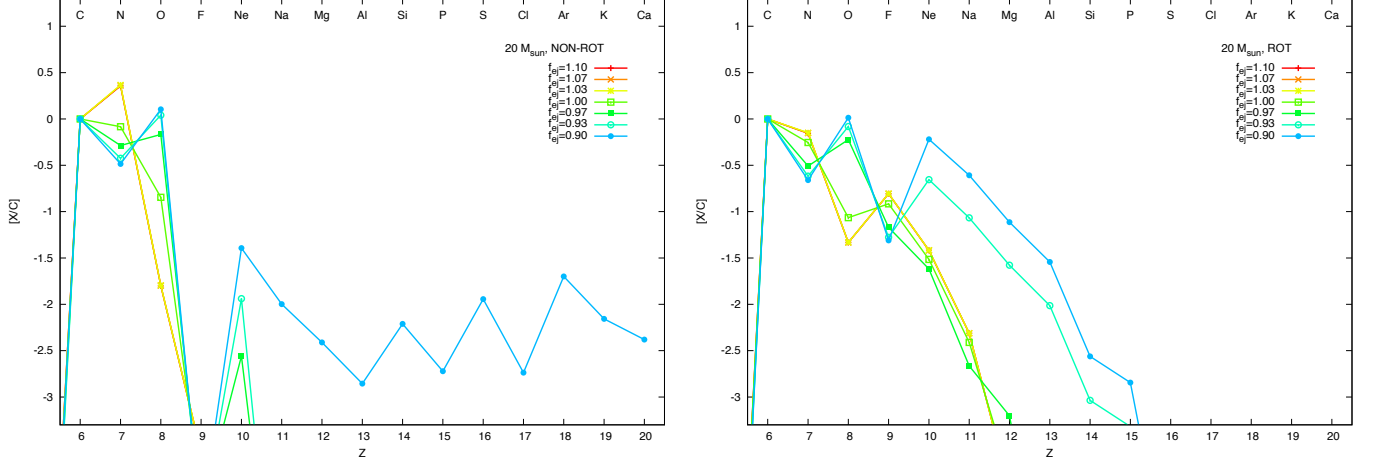 C N O F Ne Na Mg Al Si P S Cl Ar K Ca
20 M_sun, NON-ROT
f_ej=1.10
f_ej=1.07
f_ej=1.03
f_ej=1.00
f_ej=0.97
f_ej=0.93
f_ej=0.90
1
0.5
0
-0.5
-1
-1.5
-2
-2.5
-3
[X/C]
6 7 8 9 10 11 12 13 14 15 16 17 18 19 20
Z
C N O F Ne Na Mg Al Si P S Cl Ar K Ca
20 M_sun, ROT
f_ej=1.10
f_ej=1.07
f_ej=1.03
f_ej=1.00
f_ej=0.97
f_ej=0.93
f_ej=0.90
1
0.5
0
-0.5
-1
-1.5
-2
-2.5
-3
[X/C]
6 7 8 9 10 11 12 13 14 15 16 17 18 19 20
Z